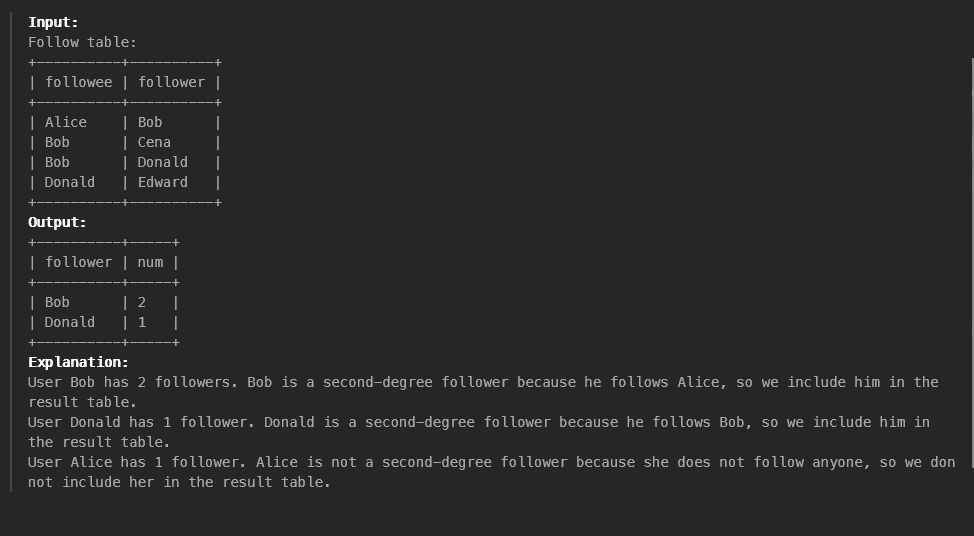 Input:
Follow table:
+——————————+——————————+
| followee | follower |
+——————————+——————————+
| Alice    | Bob      |
| Bob      | Cena     |
| Bob      | Donald   |
| Donald   | Edward   |
+——————————+——————————+
Output:
+——————————+—————+
| follower | num |
+——————————+—————+
| Bob      | 2   |
| Donald   | 1   |
+——————————+—————+
Explanation:
User Bob has 2 followers. Bob is a second—degree follower because he follows Alice, so we include him in the
result table.
User Donald has 1 follower. Donald is a second—degree follower because he follows Bob, so we include him in
the result table.
User Alice has 1 follower. Alice is not a second—degree follower because she does not follow anyone, so we don
not include her in the result table.